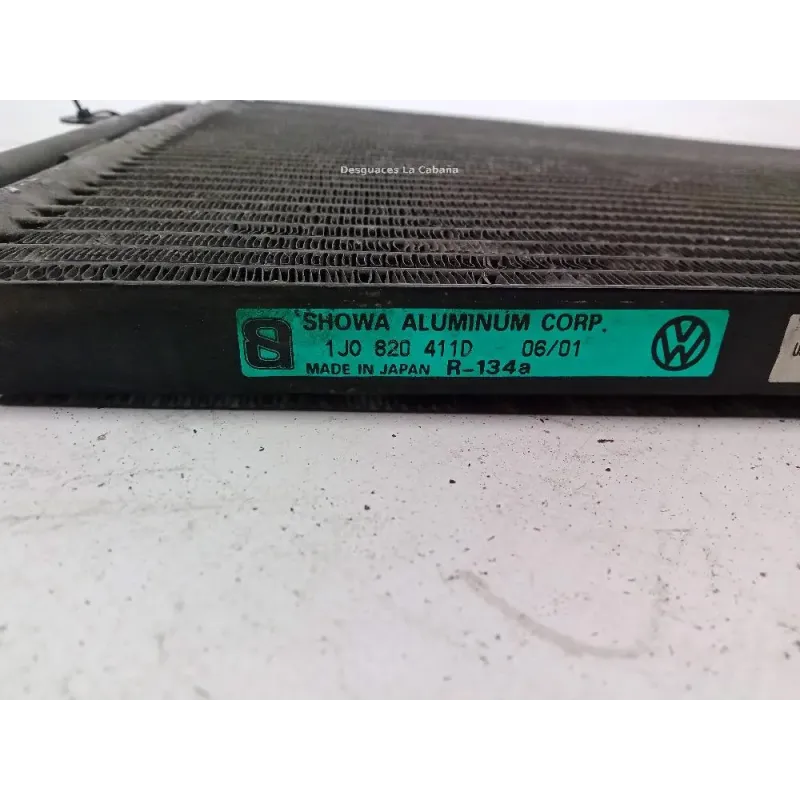 Desguaces La Cabaña
SHOWA ALUMINUM CORP.
1J0 820 411D 06/01
MADE IN JAPAN R-134a